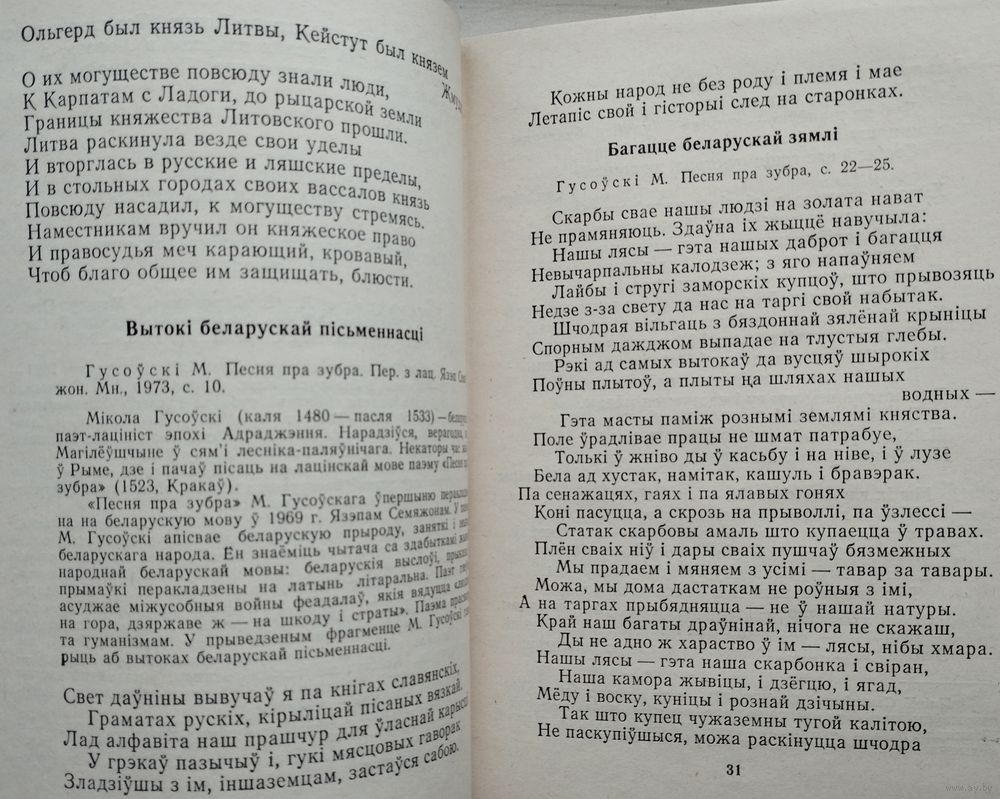 Ольгерд был князь Литвы, Кейстут был князем
О их могуществе повсюду знали люди,
К Карпатам с Ладоги, до рыцарской земли
Границы княжества Литовского прошли.
Литва раскинула везде свои уделы
И вторглась в русские и ляшские пределы,
И в стольных городах своих вассалов князь
Повсюду насадил, к могуществу стремясь.
Наместникам вручил он княжеское право
И правосудья меч карающий, кровавый,
Чтоб благо общее им защищать, блюсти.
Вытокі беларускай пісьменнасці
Гусоўскі М. Песня пра зубра. Пер. з лац. Язэп
жон. Мн., 1973, с. 10.
Мікола Гусоўскі (каля 1480 — пасля 1533) —
паэт-лацініст эпохі Адраджэння. Нарадзіўся,
Магілёўшчыне ў сям'і лесніка-паляўнічага. Некаторы час
ў Рыме, дзе і пачаў пісаць на лацінскай мове паэму «Песня
зубра» (1523, Кракаў).
«Песня пра зубра» М. Гусоўскага ўпершыню
на на беларускую мову ў 1969 г. Язэпам Семяжонам. У
М. Гусоўскі апісвае беларускую прыроду, заняткі і
беларускага народа. Ён знаёміць чытача са здабыткамі
народнай беларускай мовы: беларускія выслоўі,
прымаўкі перакладзены на латынь літаральна. Паэт
асуджае міжусобныя войны феадалаў, якія вядуцца
на гора, дзяржаве ж — на шкоду і страты». Паэма
та гуманізмам. У прыведзеным фрагменце М. Гусоўскі
рыць аб вытоках беларускай пісьменнасці.
Свет даўніны вывучаў я па кнігах славянскіх,
Граматах рускіх, кірыліцай пісаных вязкай.
Лад алфавіта наш прашчур для ўласнай
У грэкаў пазычыў і, гукі мясцовых гаворак
Зладзіўшы з ім, іншаземцам, застаўся сабою.
Кожны народ не без роду і племя і мае
Летапіс свой і гісторыі след на старонках.
Багацце беларускай зямлі
Гусоўскі М. Песня пра зубра, с. 22—25.
Скарбы свае нашы людзі на золата нават
Не прамяняюць. Здаўна іх жыццё навучыла:
Нашы лясы — гэта нашых даброт і багацця
Невычарпальны калодзеж; з яго напаўняем
Лайбы і стругі заморскіх купцоў, што прывозяць
Недзе з-за свету да нас на таргі свой набытак.
Шчодрая вільгаць з бяздоннай зялёнай крыніцы
Спорным дажджом выпадае на тлустыя глебы.
Рэкі ад самых вытокаў да вусцяў шырокіх
Поўны плытоў, а плыты ңа шляхах нашых
водных —
Гэта масты паміж рознымі землямі княства.
Поле ўрадлівае працы не шмат патрабуе,
Толькі ў жніво ды ў касьбу і на ніве, і ў лузе
Бела ад хустак, намітак, кашуль і бравэрак.
Па сенажацях, гаях і па ялавых гонях
Коні пасуцца, а скрозь на прыволлі, па ўзлессі —
Статак скарбовы амаль што купаецца ў травах.
Плён сваіх ніў і дары сваіх пушчаў бязмежных
Мы прадаем і мяняем з усімі — тавар за тавары.
Можа, мы дома дастаткам не роўныя з імі,
А на таргах прыбядняцца — не ў нашай натуры.
Край наш багаты драўнінай, нічога не скажаш,
Ды не адно ж хараство ў ім — лясы, нібы хмара.
Нашы лясы — гэта наша скарбонка і свіран,
Наша камора жывіцы, і дзёгцю, і ягад,
Мёду і воску, куніцы і рознай дзічыны.
Так што купец чужаземны тугой калітою,
Не паскупіўшыся, можа раскінуцца шчодра
31
www.ay.by